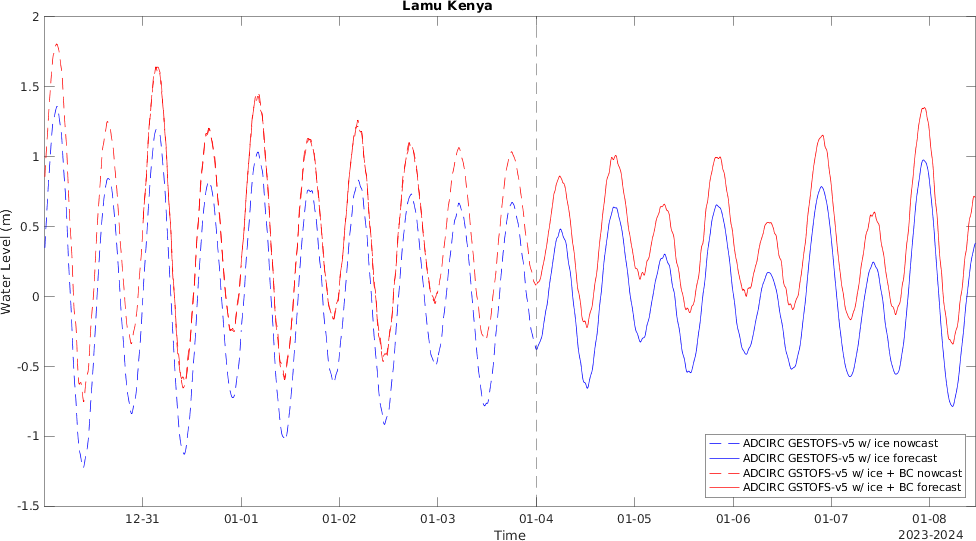 Lamu Kenya
2
1.5
1
0.5
0
-0.5
-1
-1.5
Water Level (m)
12-31
01-01
01-02
01-03
01-04
01-05
01-06
01-07
01-08
Time
2023-2024
ADCIRC GESTOFS-v5 w/ ice nowcast
ADCIRC GESTOFS-v5 w/ ice forecast
ADCIRC GSTOFS-v5 w/ ice + BC nowcast
ADCIRC GSTOFS-v5 w/ ice + BC forecast